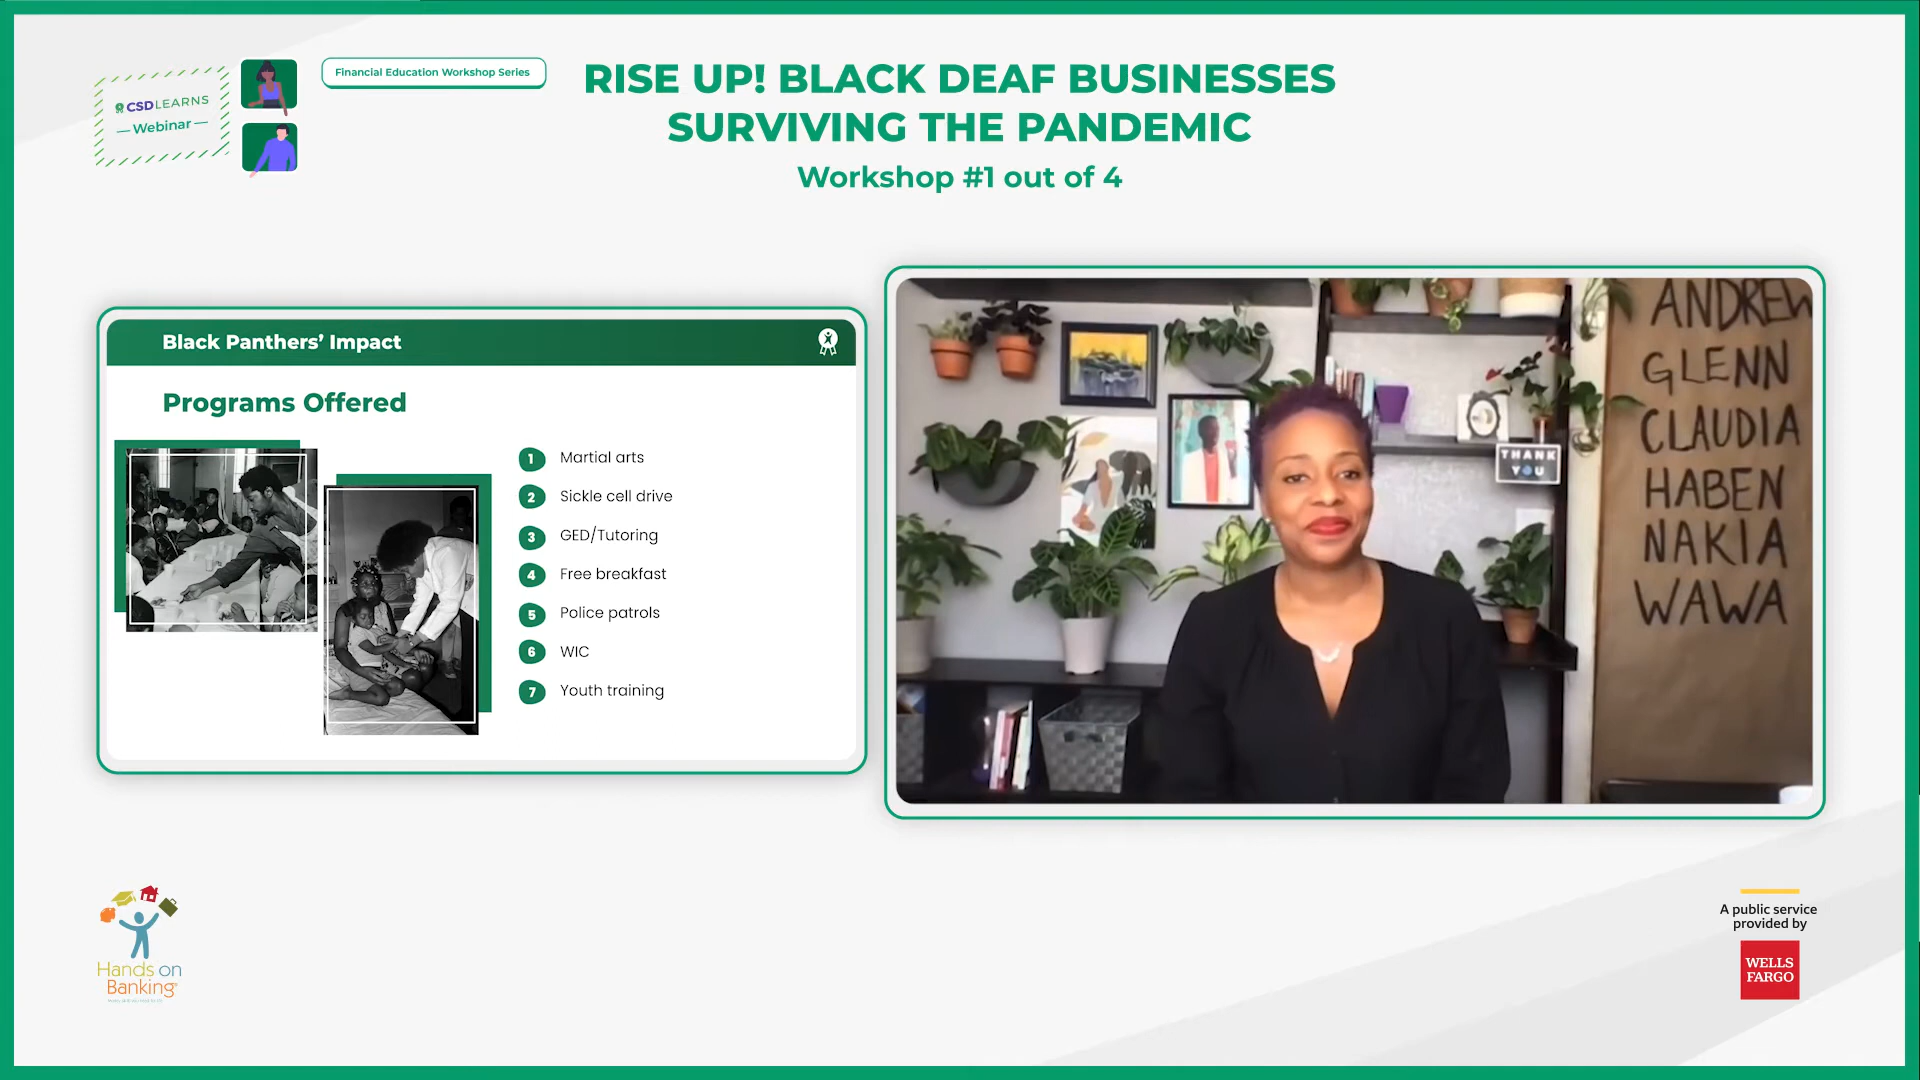 CSDLEARNS
— Webinar —
Financial Education Workshop Series
RISE UP! BLACK DEAF BUSINESSES
SURVIVING THE PANDEMIC
Workshop #1 out of 4
Black Panthers’ Impact
Programs Offered
1 Martial arts
2 Sickle cell drive
3 GED/Tutoring
4 Free breakfast
5 Police patrols
6 WIC
7 Youth training
THANK
YOU
ANDREW
GLENN
CLAUDIA
HABEN
NAKIA
WAWA
Hands on
Banking®
A public service
provided by
WELLS
FARGO